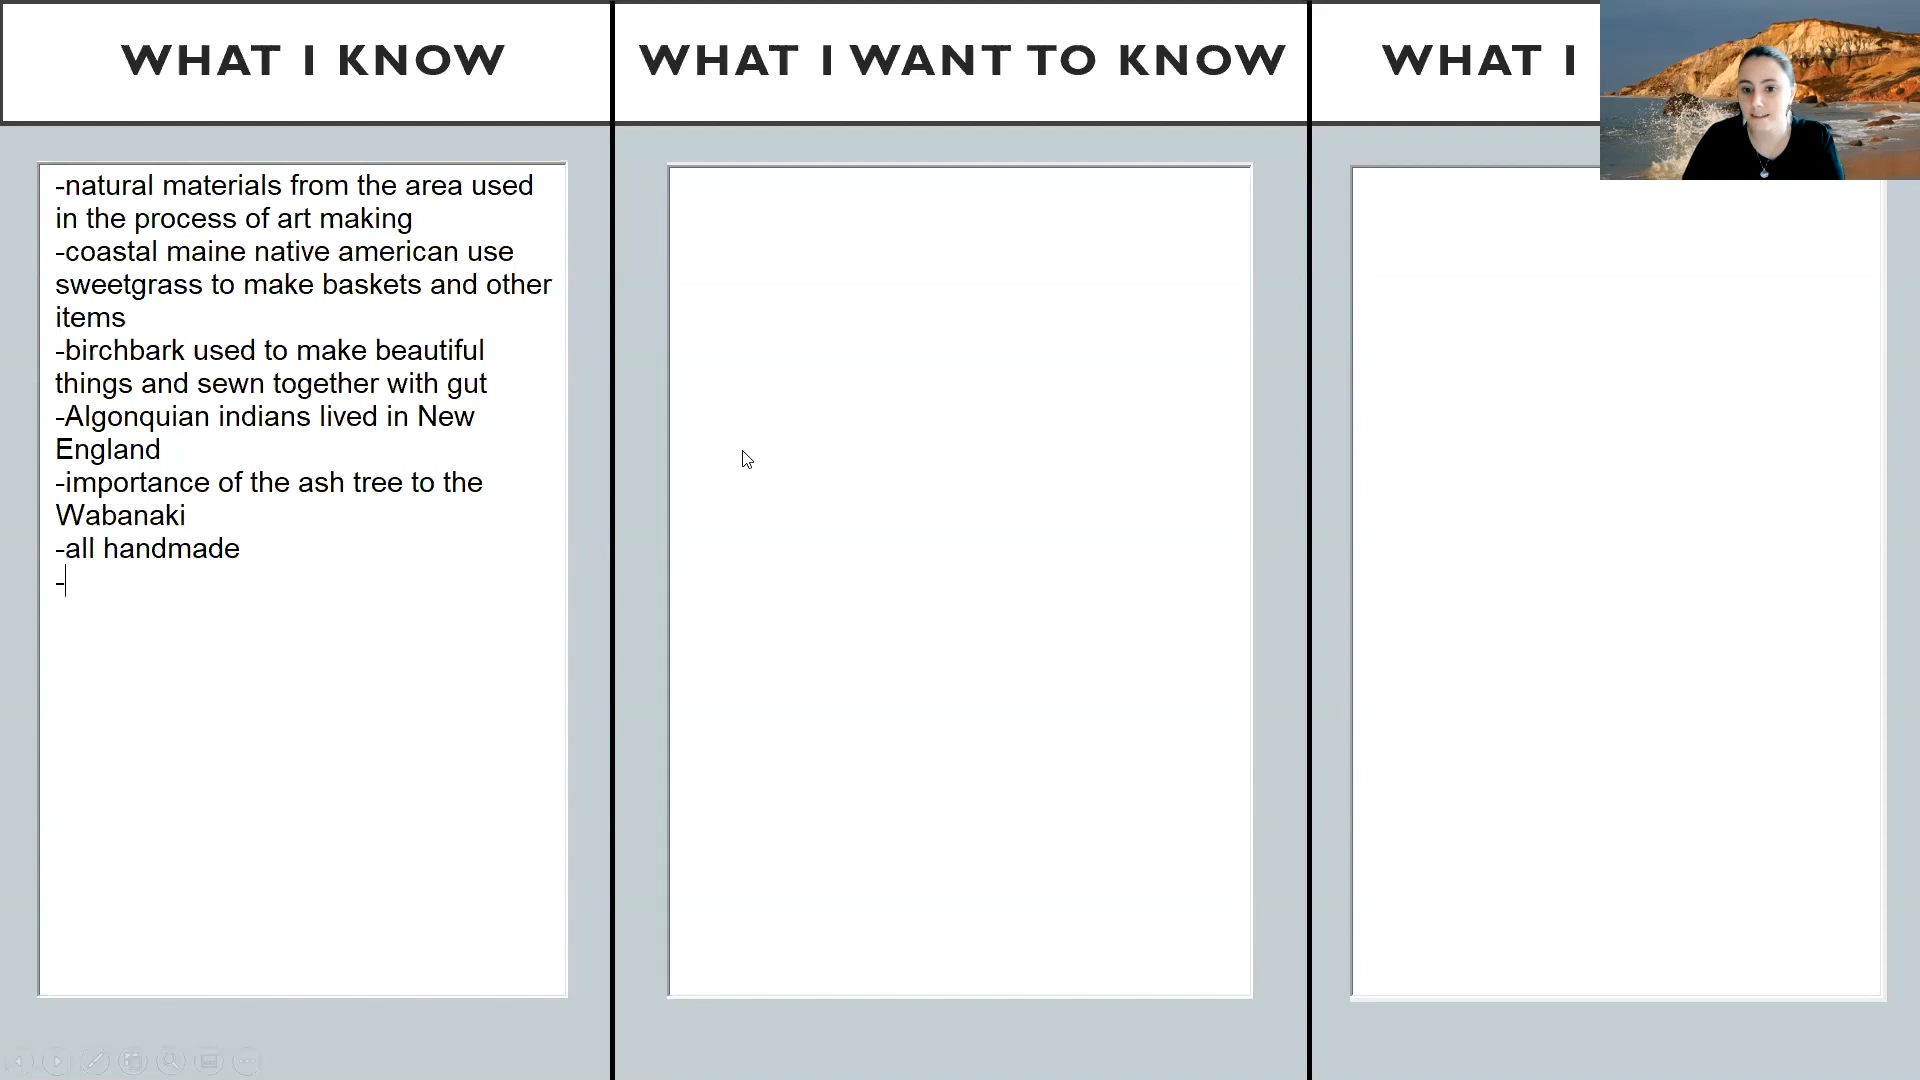 WHAT I KNOW
WHAT I WANT TO KNOW
WHAT I
-natural materials from the area used
in the process of art making
-coastal maine native american use
sweetgrass to make baskets and other
items
-birchbark used to make beautiful
things and sewn together with gut
-Algonquian indians lived in New
England
-importance of the ash tree to the
Wabanaki
-all handmade
-